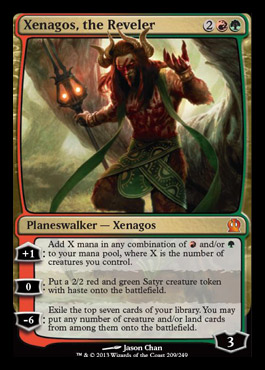 Xenagos, the Reveler 2
Planeswalker — Xenagos
+1 : Add X mana in any combination of and/or
to your mana pool, where X is the number of
creatures you control.
0 : Put a 2/2 red and green Satyr creature token
with haste onto the battlefield.
-6 : Exile the top seven cards of your library. You may
put any number of creature and/or land cards
from among them onto the battlefield.
Jason Chan
3
™ & © 2013 Wizards of the Coast 209/249